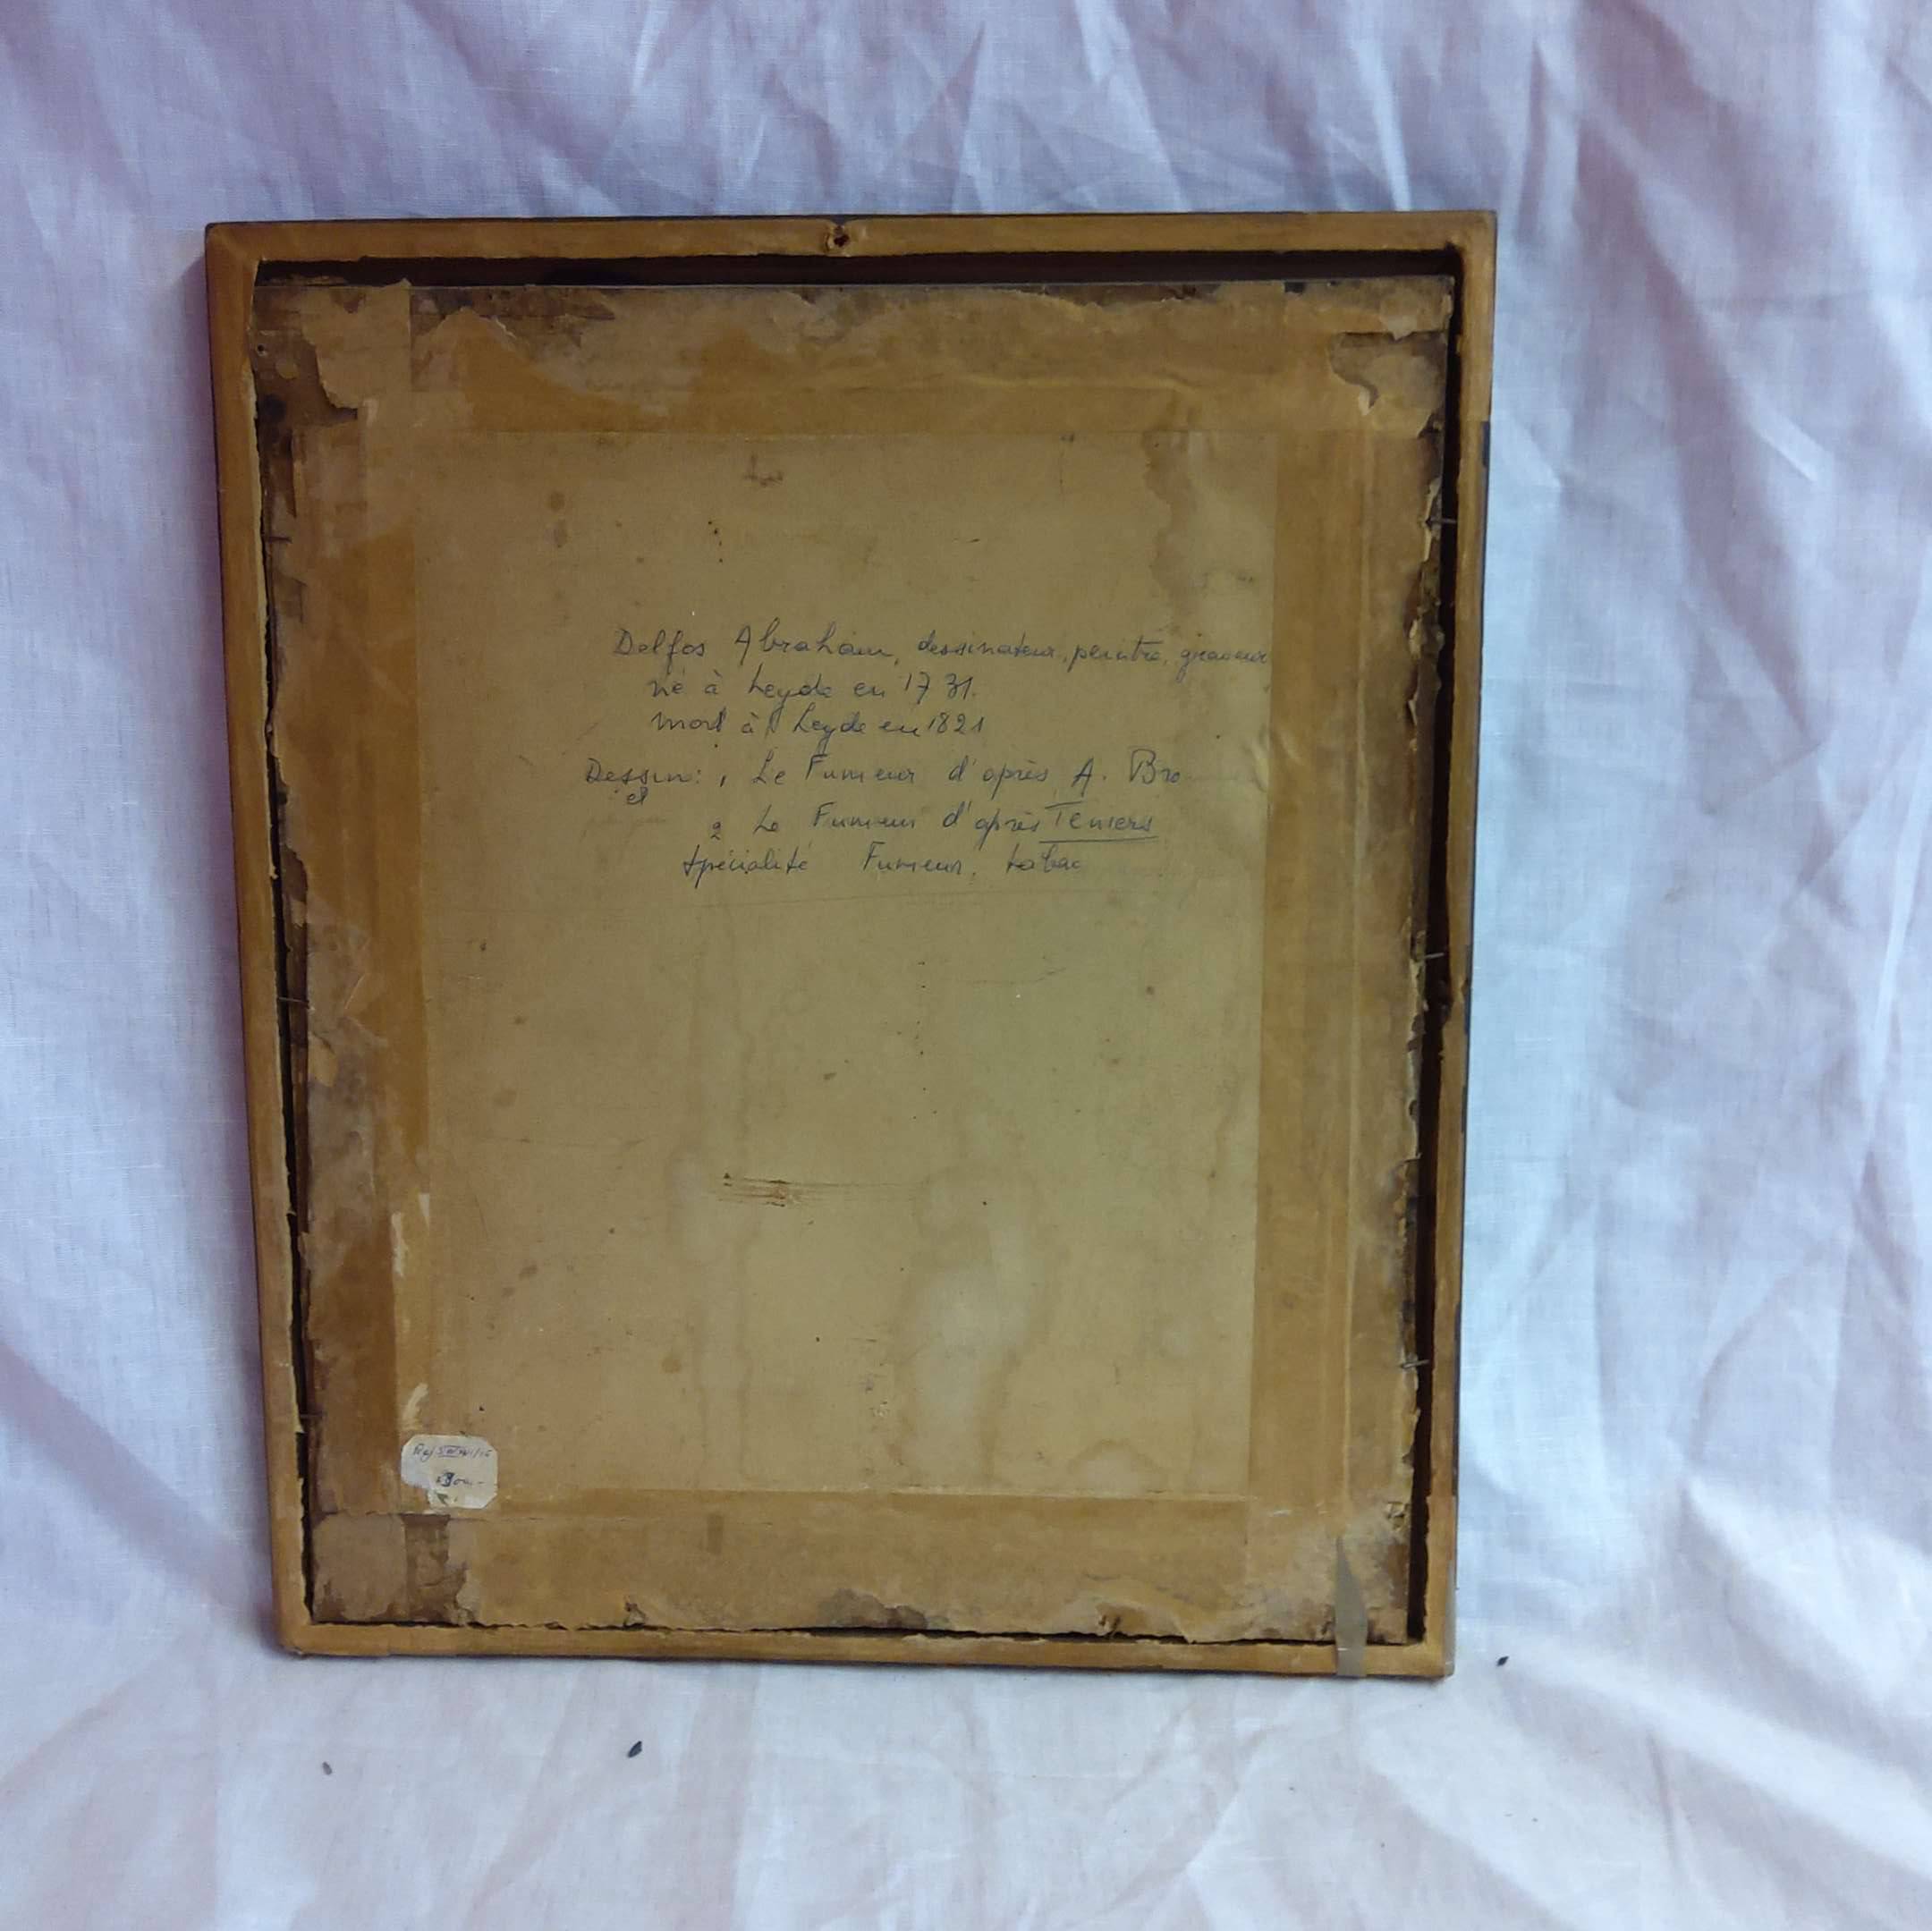 Delfos Abraham, dessinateur, peintre, graveur
né à Leyde en 1731.
mort à Leyde en 1821
Dessin: 1 Le Fumeur d'après A. Bro
et
2 Le Fumeur d'après Teniers
Spécialité Fumeur, tabac